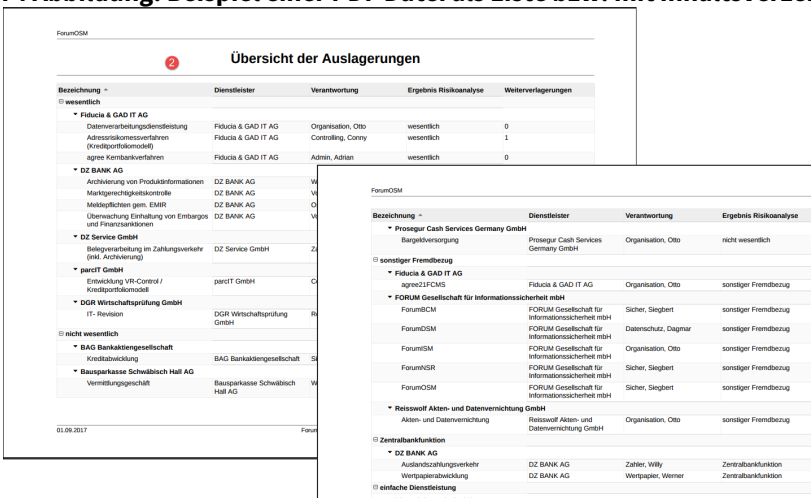 ForumOSM
2 Übersicht der Auslagerungen
Bezeichnung Dienstleister Verantwortung Ergebnis Risikoanalyse Weiterverlagerungen
wesentlich
Fiducia & GAD IT AG
Datenverarbeitungsdienstleistung Fiducia & GAD IT AG Organisation, Otto wesentlich 0
Adressrisikomessverfahren Fiducia & GAD IT AG Controlling, Conny wesentlich 1
(Kreditportfoliomodell)
agree Kernbankverfahren Fiducia & GAD IT AG Admin, Adrian wesentlich 0
DZ BANK AG
Archivierung von Produktinformationen DZ BANK AG
Marktgerechtigkeitskontrolle DZ BANK AG
Meldepflichten gem. EMIR DZ BANK AG
Überwachung Einhaltung von Embargos DZ BANK AG
und Finanzsanktionen
DZ Service GmbH
Belegverarbeitung im Zahlungsverkehr DZ Service GmbH
(inkl. Archivierung)
parcIT GmbH
Entwicklung VR-Control / parcIT GmbH
Kreditportfoliomodell
DGR Wirtschaftsprüfung GmbH
IT- Revision DGR Wirtschaftsprüfung
GmbH
nicht wesentlich
BAG Bankaktiengesellschaft
Kreditabwicklung BAG Bankaktiengesellschaft
Bausparkasse Schwäbisch Hall AG
Vermittlungsgeschäft Bausparkasse Schwäbisch
Hall AG
01.09.2017 Forum
ForumOSM
Bezeichnung Dienstleister Verantwortung Ergebnis Risikoanalyse
Prosegur Cash Services Germany GmbH
Bargeldversorgung Prosegur Cash Services Organisation, Otto nicht wesentlich
Germany GmbH
sonstiger Fremdbezug
Fiducia & GAD IT AG
agree21FCMS Fiducia & GAD IT AG Organisation, Otto sonstiger Fremdbezug
FORUM Gesellschaft für Informationssicherheit mbH
ForumBCM FORUM Gesellschaft für Sicher, Siegbert sonstiger Fremdbezug
Informationssicherheit mbH
ForumDSM FORUM Gesellschaft für Datenschutz, Dagmar sonstiger Fremdbezug
Informationssicherheit mbH
ForumISM FORUM Gesellschaft für Organisation, Otto sonstiger Fremdbezug
Informationssicherheit mbH
ForumNSR FORUM Gesellschaft für Sicher, Siegbert sonstiger Fremdbezug
Informationssicherheit mbH
ForumOSM FORUM Gesellschaft für Sicher, Siegbert sonstiger Fremdbezug
Informationssicherheit mbH
Reisswolf Akten- und Datenvernichtung GmbH
Akten- und Datenvernichtung Reisswolf Akten- und Organisation, Otto sonstiger Fremdbezug
Datenvernichtung GmbH
Zentralbankfunktion
DZ BANK AG
Auslandszahlungsverkehr DZ BANK AG Zahler, Willy Zentralbankfunktion
Wertpapierabwicklung DZ BANK AG Wertpapier, Werner Zentralbankfunktion
einfache Dienstleistung